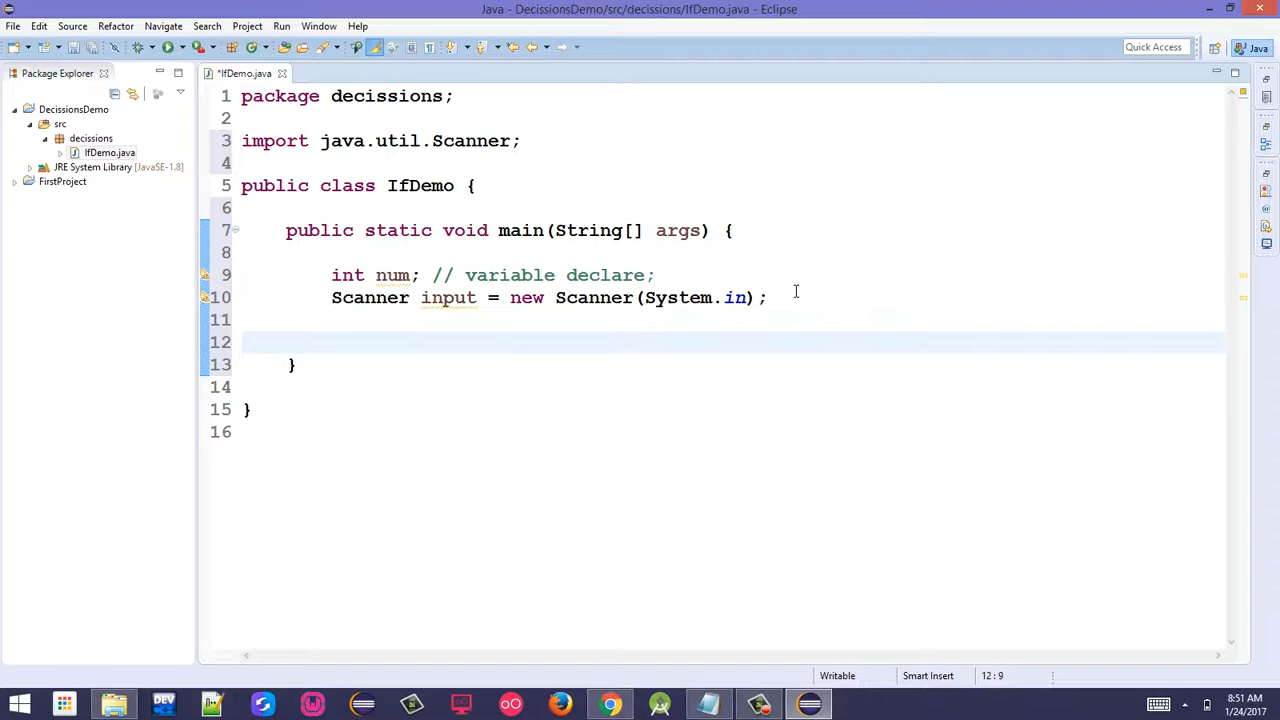 Java - DecissionsDemo/src/decissions/IfDemo.java - Eclipse
File Edit Source Refactor Navigate Search Project Run Window Help
Quick Access
Java
Package Explorer
*IfDemo.java
DecissionsDemo
src
decissions
IfDemo.java
JRE System Library [JavaSE-1.8]
FirstProject
1 package decissions;
2
3 import java.util.Scanner;
4
5 public class IfDemo {
6
7 public static void main(String[] args) {
8
9 int num; // variable declare;
10 Scanner input = new Scanner(System.in);
11
12
13 }
14
15 }
16
Writable Smart Insert 12 : 9
DEV
8:51 AM
1/24/2017